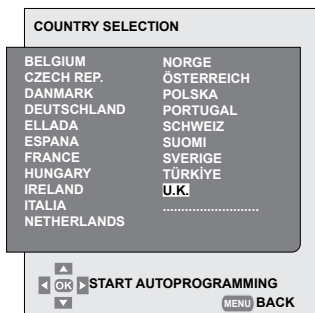 COUNTRY SELECTION
BELGIUM
CZECH REP.
DANMARK
DEUTSCHLAND
ELLADA
ESPANA
FRANCE
HUNGARY
IRELAND
ITALIA
NETHERLANDS
NORGE
ÖSTERREICH
POLSKA
PORTUGAL
SCHWEIZ
SUOMI
SVERIGE
TÜRKİYE
U.K.
..........................
OK START AUTOPROGRAMMING
MENU BACK